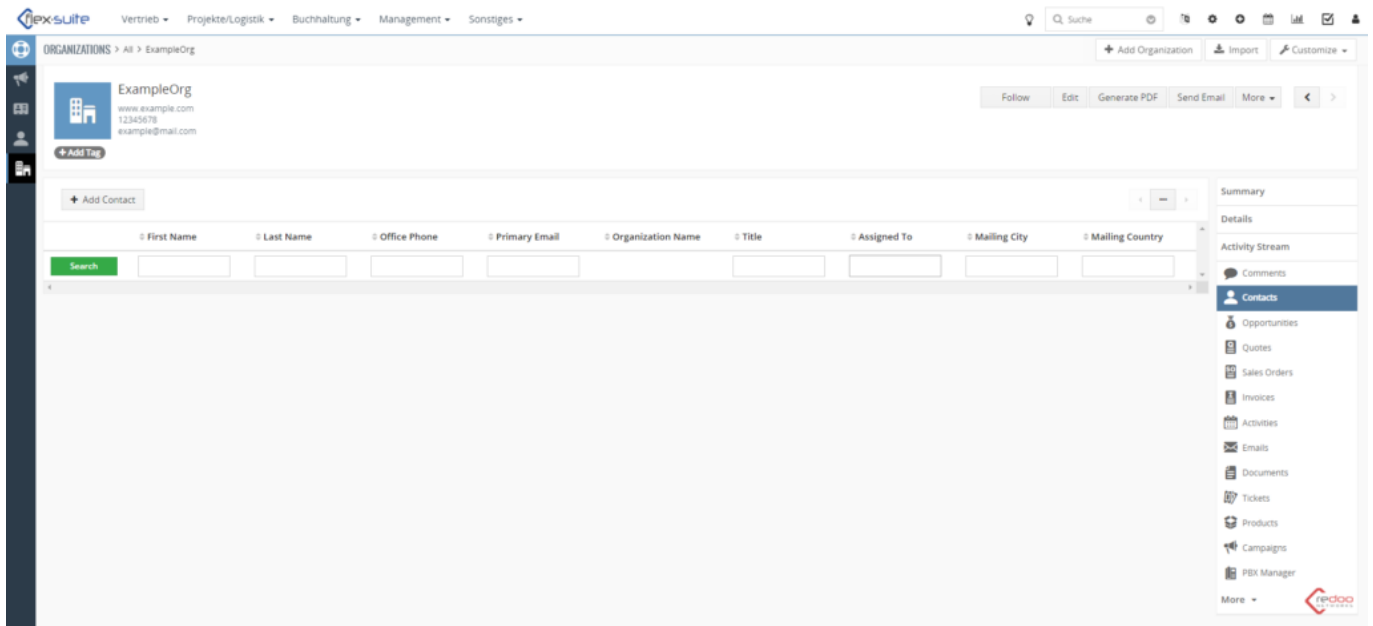 flex-suite Vertrieb Projekte/Logistik Buchhaltung Management Sonstiges Suche
ORGANIZATIONS > All > ExampleOrg + Add Organization Import Customize
ExampleOrg
www.example.com
12345678
example@mail.com
Follow Edit Generate PDF Send Email More
+ Add Tag
+ Add Contact
First Name Last Name Office Phone Primary Email Organization Name Title Assigned To Mailing City Mailing Country
Search
Summary
Details
Activity Stream
Comments
Contacts
Opportunities
Quotes
Sales Orders
Invoices
Activities
Emails
Documents
Tickets
Products
Campaigns
PBX Manager
More
redoo
NETWORKS